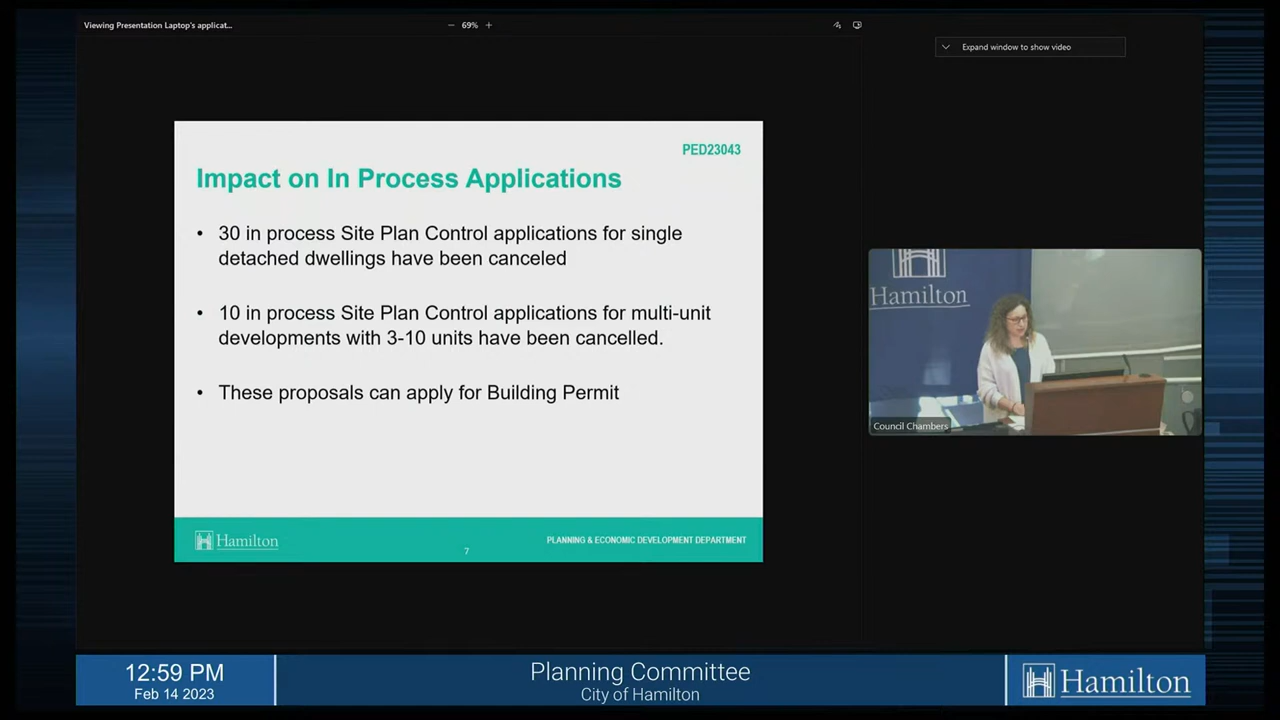 Viewing Presentation Laptop's applicat...
− 69% +
Expand window to show video
PED23043
Impact on In Process Applications
• 30 in process Site Plan Control applications for single
detached dwellings have been canceled
• 10 in process Site Plan Control applications for multi-unit
developments with 3-10 units have been cancelled.
• These proposals can apply for Building Permit
Hamilton
7
PLANNING & ECONOMIC DEVELOPMENT DEPARTMENT
Hamilton
Council Chambers
12:59 PM
Feb 14 2023
Planning Committee
City of Hamilton
Hamilton